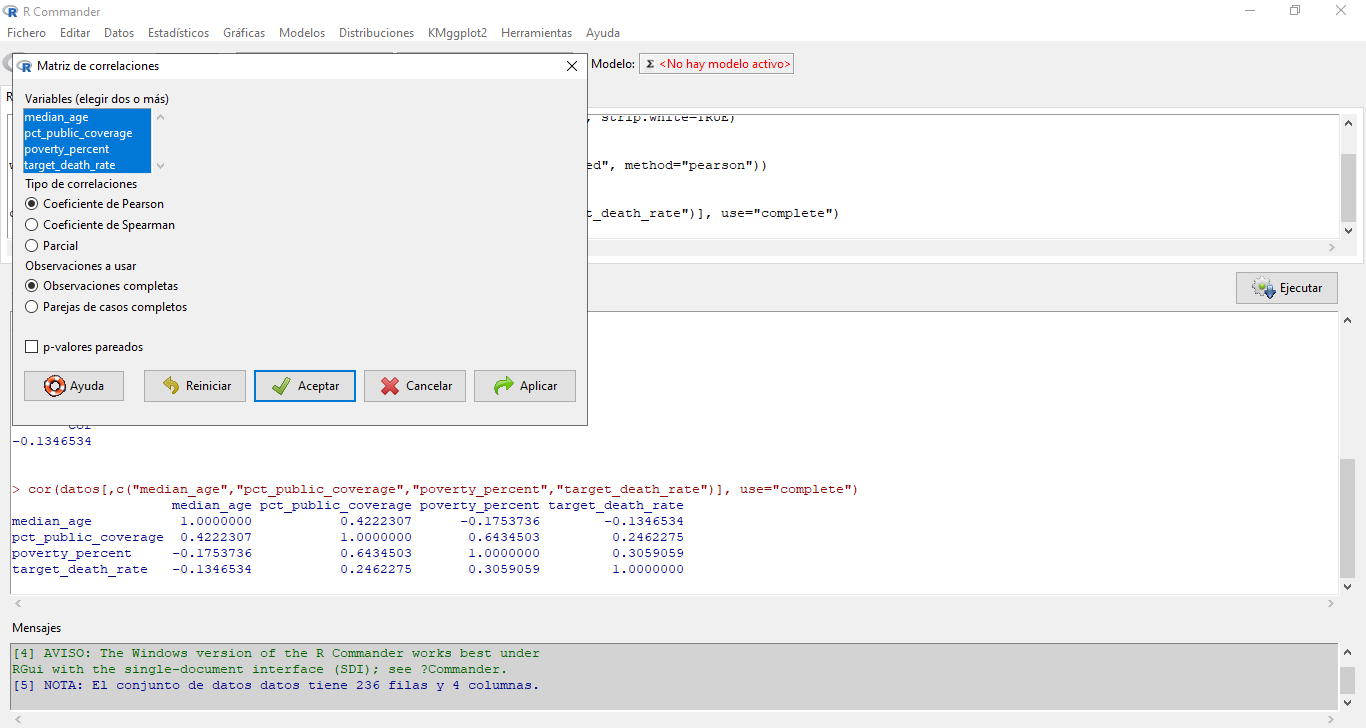 R Commander
Fichero Editar Datos Estadísticos Gráficas Modelos Distribuciones KMggplot2 Herramientas Ayuda
Matriz de correlaciones
Modelo: Σ <No hay modelo activo>
Variables (elegir dos o más)
median_age
pct_public_coverage
poverty_percent
target_death_rate
Tipo de correlaciones
Coeficiente de Pearson
Coeficiente de Spearman
Parcial
Observaciones a usar
Observaciones completas
Parejas de casos completos
p-valores pareados
Ayuda Reiniciar Aceptar Cancelar Aplicar
, strip.white=TRUE)
ed", method="pearson"))
t_death_rate")], use="complete")
Ejecutar
cor
-0.1346534
> cor(datos[,c("median_age","pct_public_coverage","poverty_percent","target_death_rate")], use="complete")
median_age pct_public_coverage poverty_percent target_death_rate
median_age 1.0000000 0.4222307 -0.1753736 -0.1346534
pct_public_coverage 0.4222307 1.0000000 0.6434503 0.2462275
poverty_percent -0.1753736 0.6434503 1.0000000 0.3059059
target_death_rate -0.1346534 0.2462275 0.3059059 1.0000000
Mensajes
[4] AVISO: The Windows version of the R Commander works best under
RGui with the single-document interface (SDI); see ?Commander.
[5] NOTA: El conjunto de datos datos tiene 236 filas y 4 columnas.